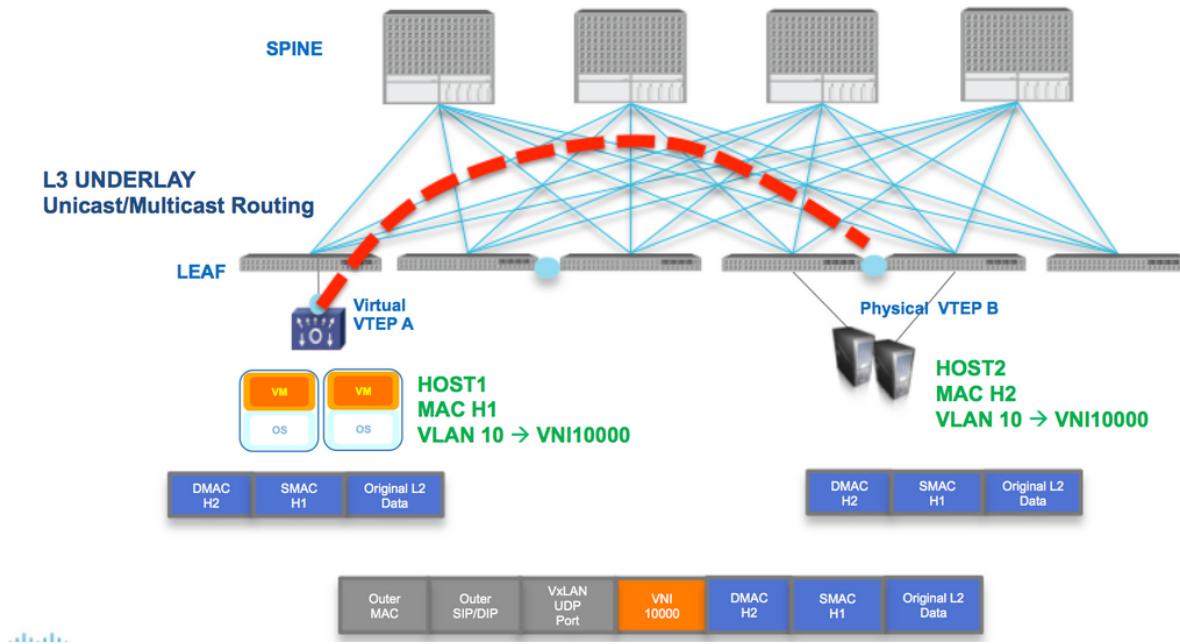 SPINE
L3 UNDERLAY
Unicast/Multicast Routing
LEAF
Virtual
VTEP A
Physical VTEP B
VM
VM
OS
OS
HOST1
MAC H1
VLAN 10 → VNI10000
HOST2
MAC H2
VLAN 10 → VNI10000
DMAC
H2
SMAC
H1
Original L2
Data
DMAC
H2
SMAC
H1
Original L2
Data
Outer
MAC
Outer
SIP/DIP
VxLAN
UDP
Port
VNI
10000
DMAC
H2
SMAC
H1
Original L2
Data